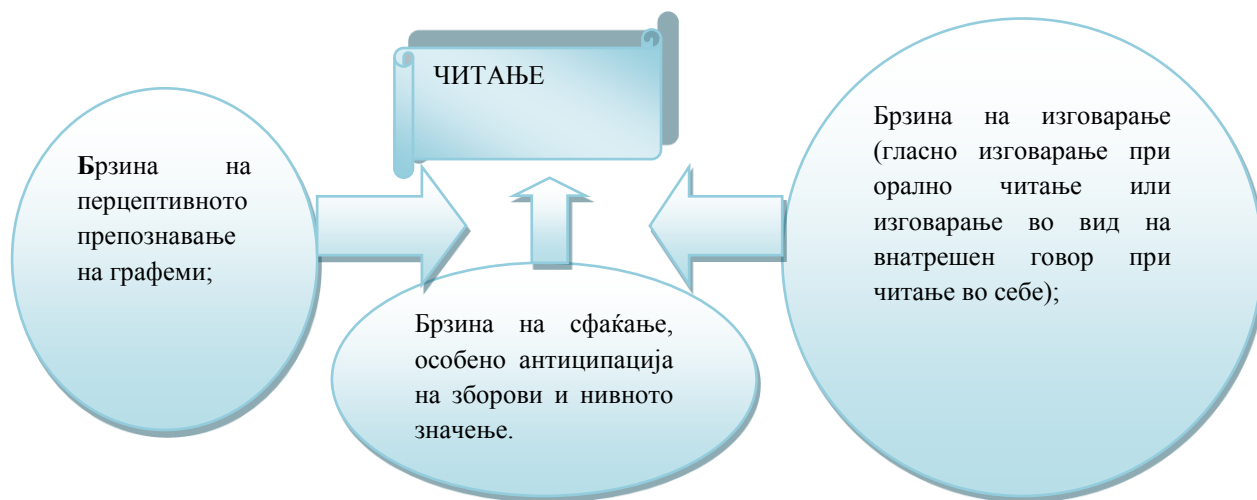 ЧИТАЊЕ
Брзина на
перцептивното
препознавање
на графеми;
Брзина на сфаќање,
особено антиципација
на зборови и нивното
значење.
Брзина на изговарање
(гласно изговарање при
орално читање или
изговарање во вид на
внатрешен говор при
читање во себе);